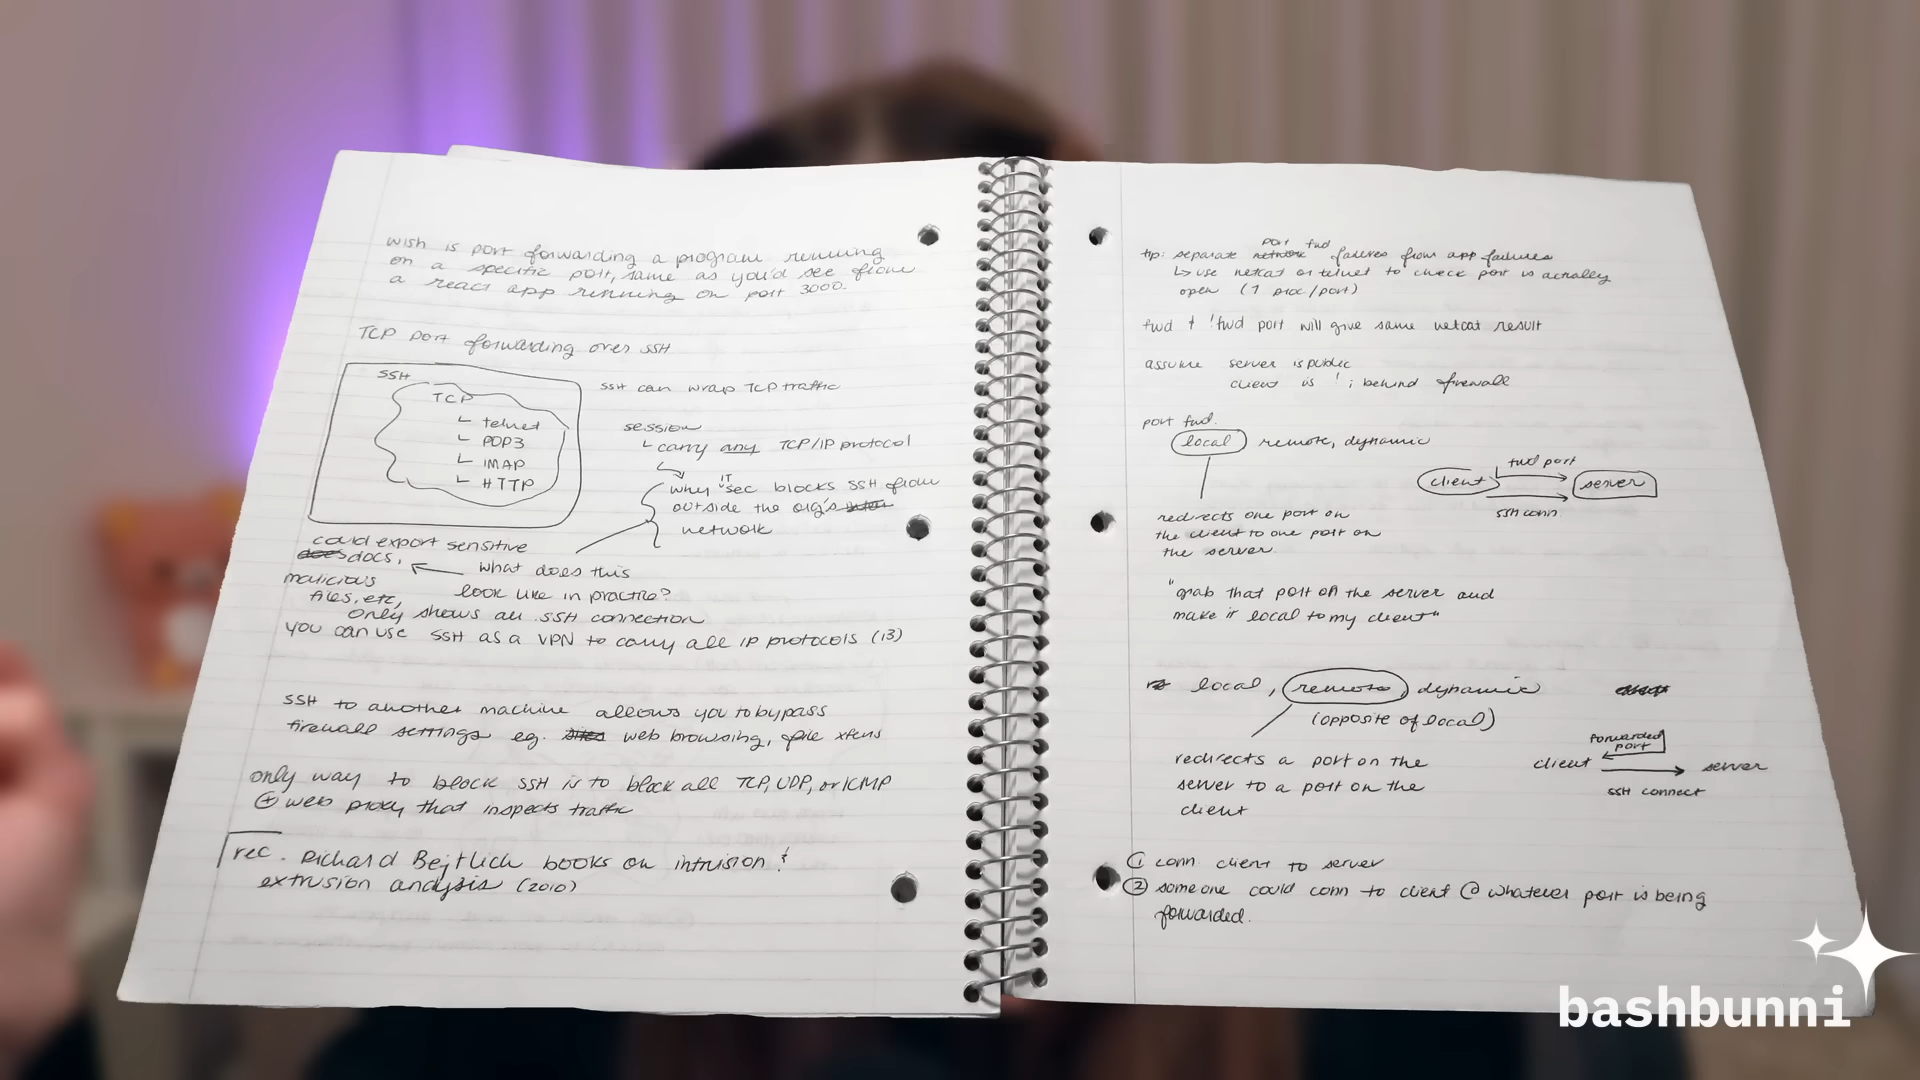 wish is port forwarding a program running
on a specific port, same as you'd see from
a react app running on port 3000.
TCP port forwarding over SSH
SSH
TCP
└ telnet
└ POP3
└ IMAP
└ HTTP
SSH can wrap TCP traffic
session
└ carry any TCP/IP protocol
why IT sec blocks SSH from
outside the org's
network
could export sensitive
docs,
malicious
files, etc,
what does this
look like in practice?
only shows an SSH connection
you can use SSH as a VPN to carry all IP protocols (13)
SSH to another machine allows you to bypass
firewall settings eg. web browsing, file xfers
only way to block SSH is to block all TCP, UDP, or ICMP
⊕ web proxy that inspects traffic
rec. Richard Bejtlich books on intrusion &
extrusion analysis (2010)
tip: separate port fwd failures from app failures
↳ use netcat or telnet to check port is actually
open (1 proc/port)
fwd & !fwd port will give same netcat result
assume server is public
client is ! ; behind firewall
port fwd.
local remote, dynamic
client fwd port server
SSH conn.
redirects one port on
the client to one port on
the server.
"grab that port on the server and
make it local to my client"
local, remote, dynamic
(opposite of local)
redirects a port on the
server to a port on the
client
forwarded
port
client server
SSH connect
① conn. client to server
② someone could conn to client @ whatever port is being
forwarded.
bashbunni